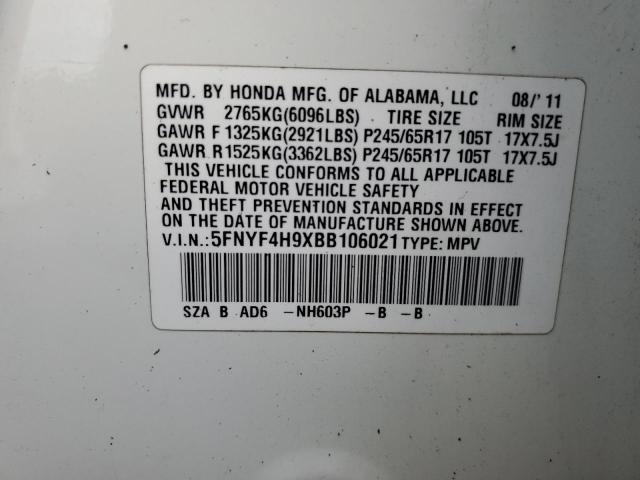 MFD. BY HONDA MFG. OF ALABAMA, LLC 08/'11
GVWR 2765KG(6096LBS) TIRE SIZE RIM SIZE
GAWR F 1325KG(2921LBS) P245/65R17 105T 17X7.5J
GAWR R 1525KG(3362LBS) P245/65R17 105T 17X7.5J
THIS VEHICLE CONFORMS TO ALL APPLICABLE
FEDERAL MOTOR VEHICLE SAFETY
AND THEFT PREVENTION STANDARDS IN EFFECT
ON THE DATE OF MANUFACTURE SHOWN ABOVE.
V.I.N.: 5FNYF4H9XBB106021 TYPE: MPV
SZA B AD6 -NH603P -B -B